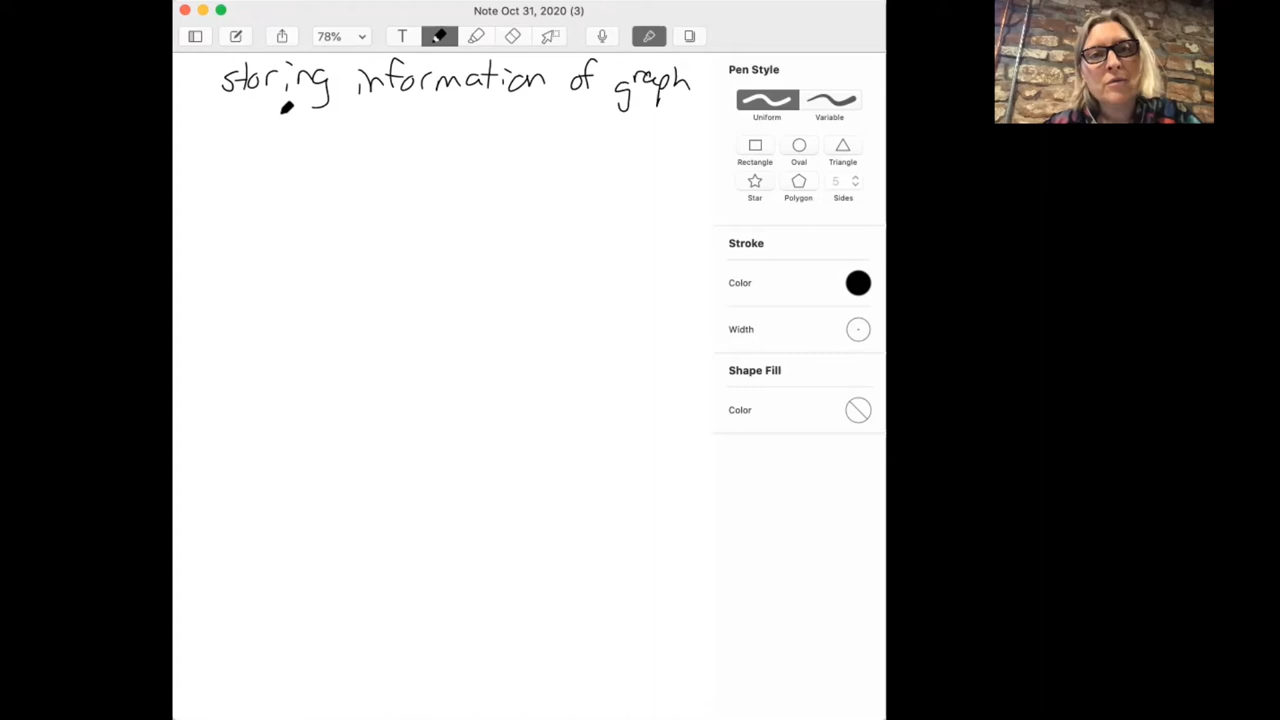 Note Oct 31, 2020 (3)
78%
T
storing information of graph
Pen Style
Uniform
Variable
Rectangle
Oval
Triangle
5
Star
Polygon
Sides
Stroke
Color
Width
Shape Fill
Color